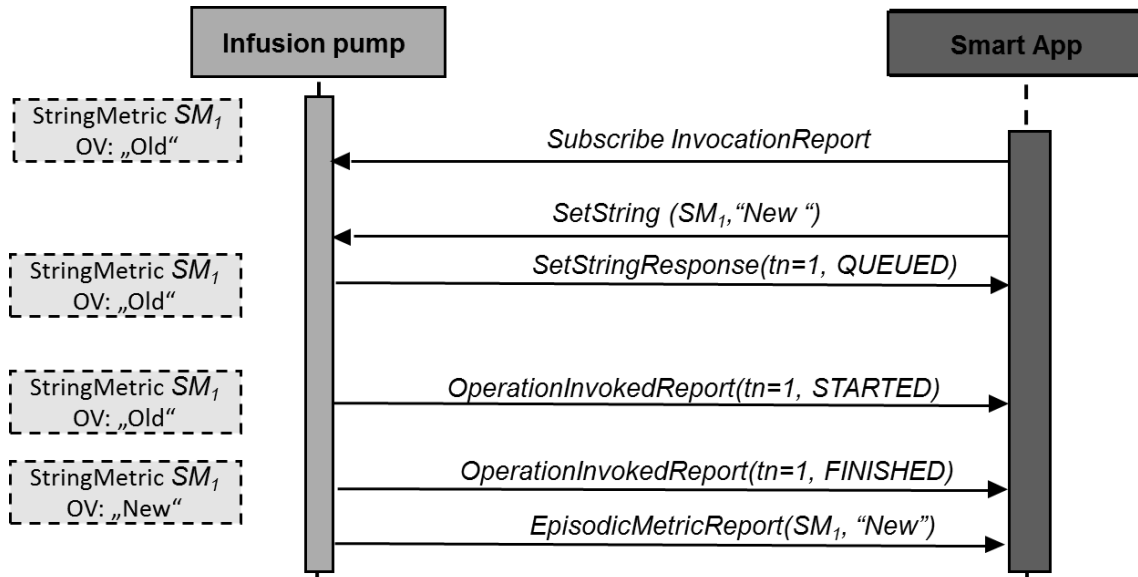 Infusion pump
Smart App
StringMetric SM₁
OV: „Old“
Subscribe InvocationReport
SetString (SM₁,“New “)
StringMetric SM₁
OV: „Old“
SetStringResponse(tn=1, QUEUED)
StringMetric SM₁
OV: „Old“
OperationInvokedReport(tn=1, STARTED)
StringMetric SM₁
OV: „New“
OperationInvokedReport(tn=1, FINISHED)
EpisodicMetricReport(SM₁, “New”)